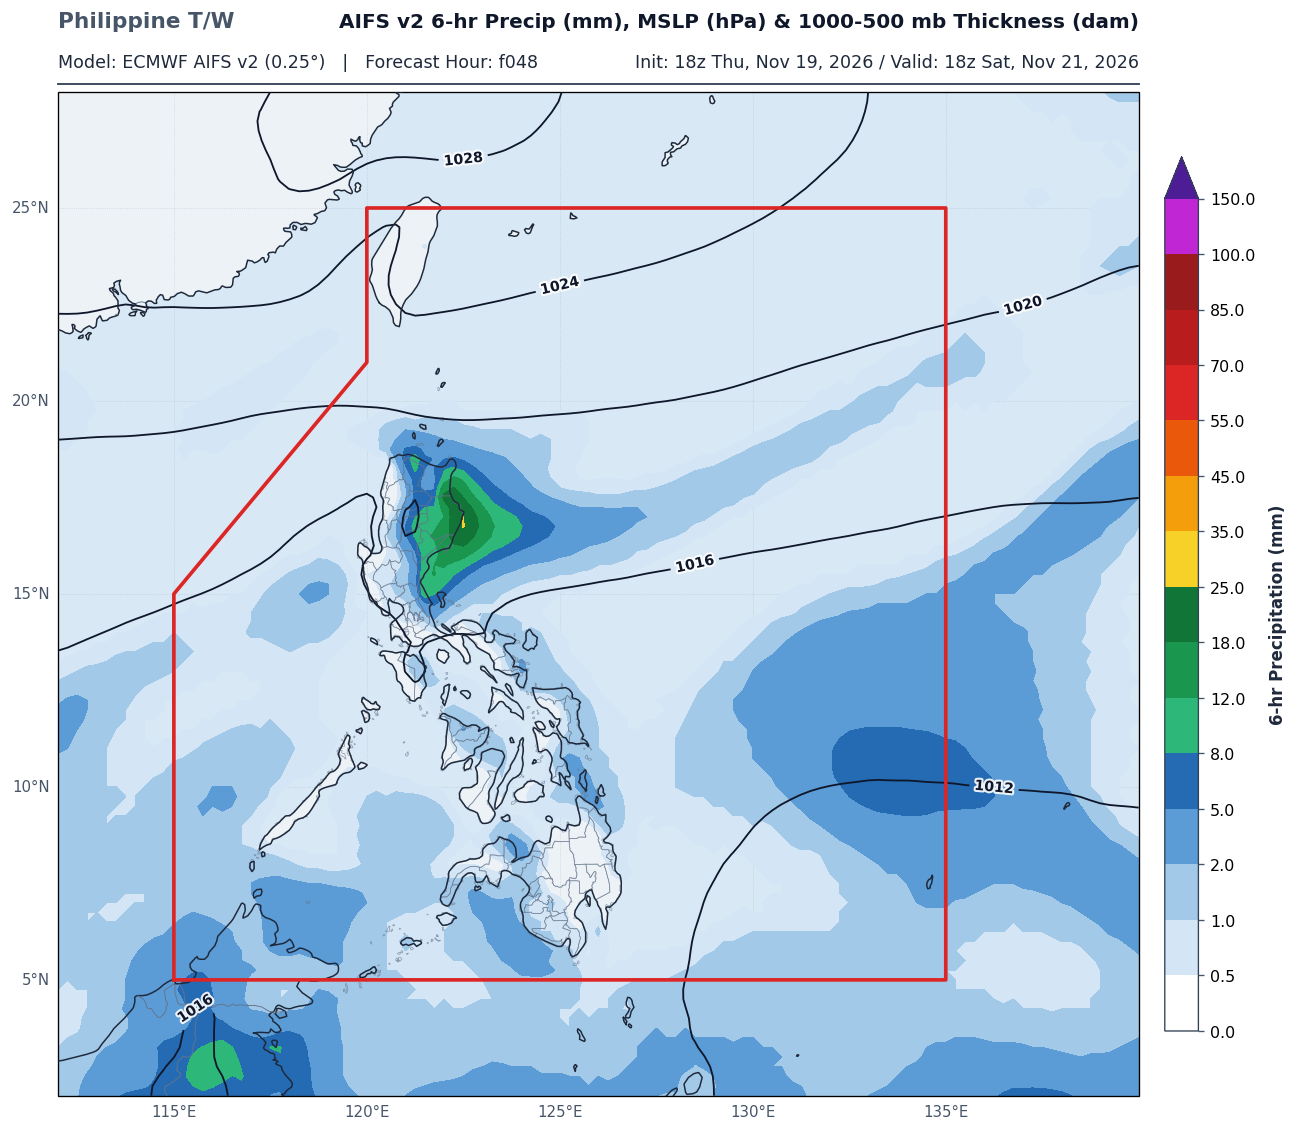 Philippine T/W
AIFS v2 6-hr Precip (mm), MSLP (hPa) & 1000-500 mb Thickness (dam)
Model: ECMWF AIFS v2 (0.25°) | Forecast Hour: f048
Init: 18z Thu, Nov 19, 2026 / Valid: 18z Sat, Nov 21, 2026
1028
1024
1020
1016
1012
1016
25°N
20°N
15°N
10°N
5°N
115°E
120°E
125°E
130°E
135°E
150.0
100.0
85.0
70.0
55.0
45.0
35.0
25.0
18.0
12.0
8.0
5.0
2.0
1.0
0.5
0.0
6-hr Precipitation (mm)